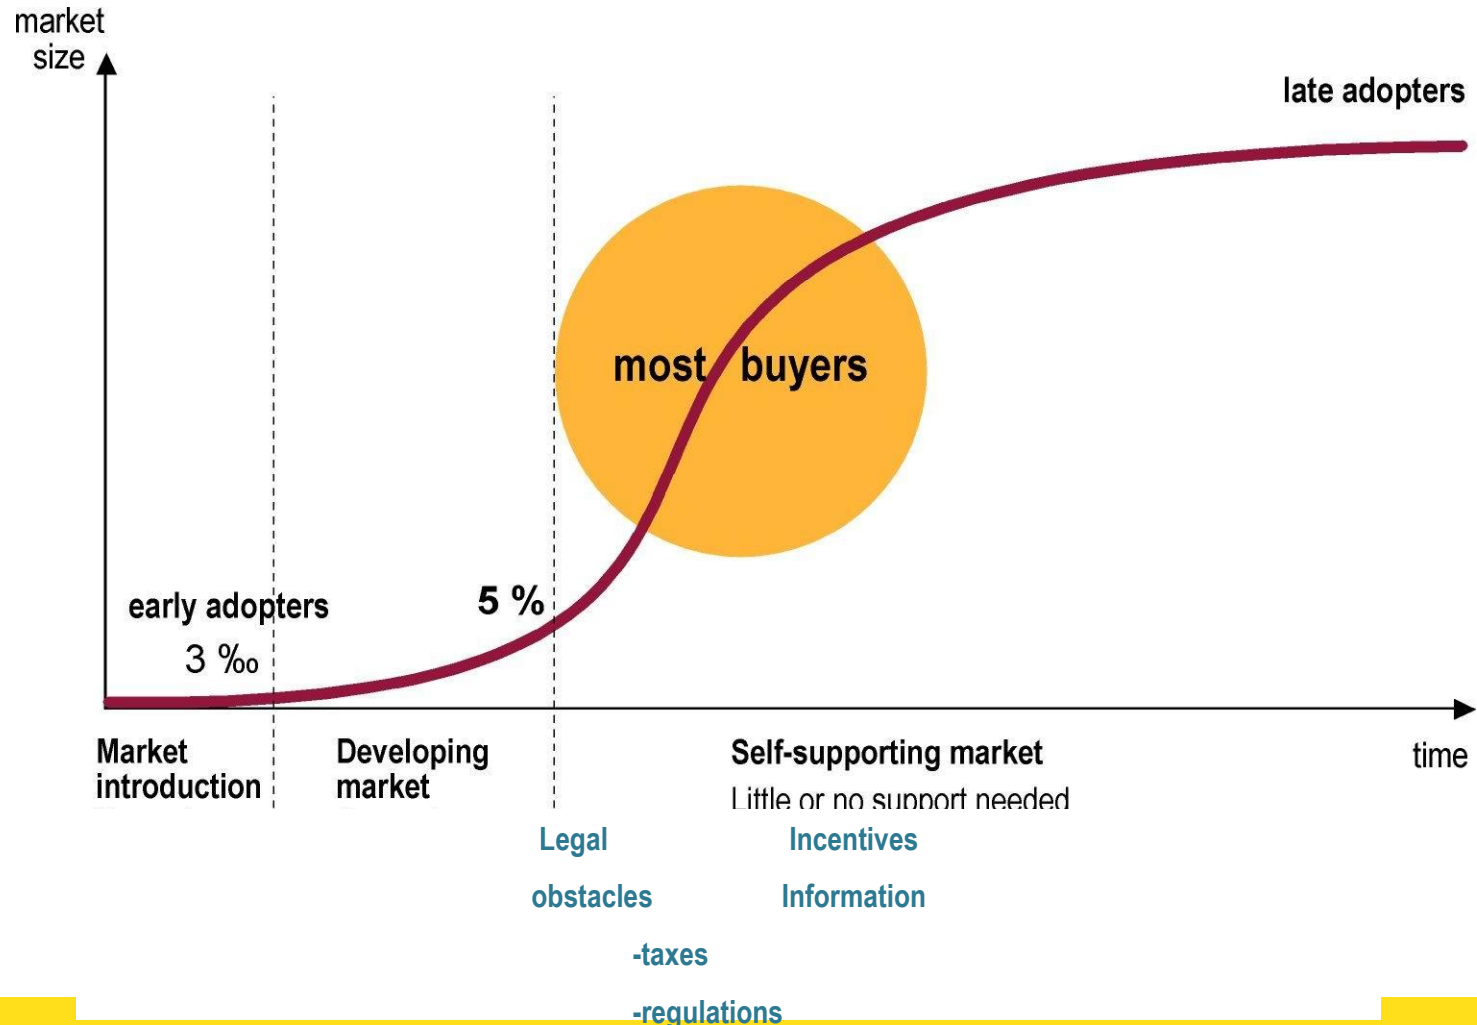 market
size
late adopters
most buyers
early adopters
3 ‰
5 %
Market
introduction
Developing
market
Self-supporting market
Little or no support needed
time
Legal
obstacles
-taxes
-regulations
Incentives
Information